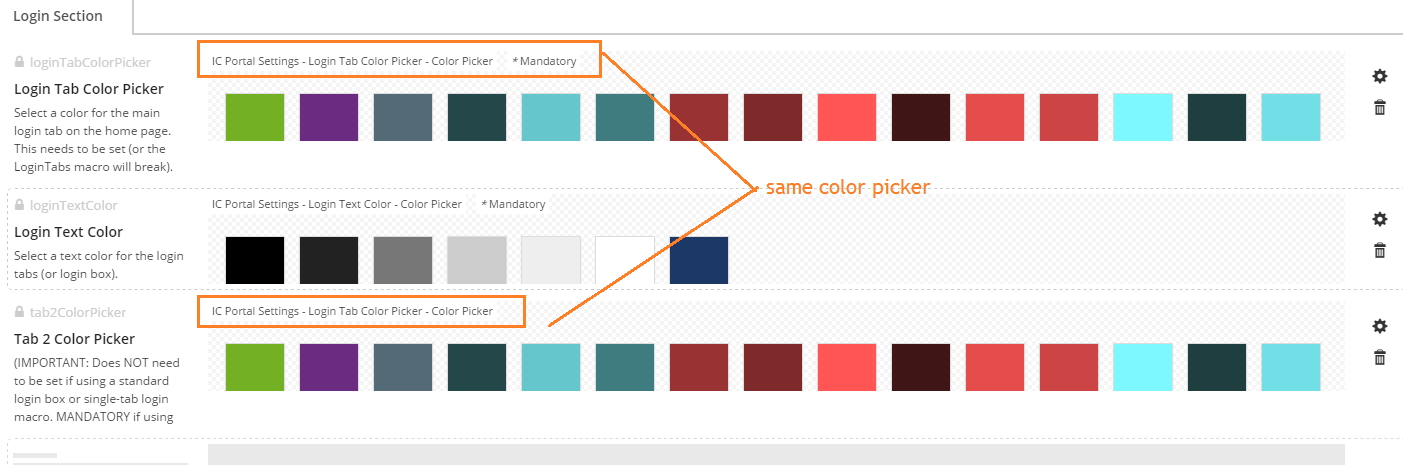 Login Section
loginTabColorPicker
Login Tab Color Picker
Select a color for the main
login tab on the home page.
This needs to be set (or the
LoginTabs macro will break).
IC Portal Settings - Login Tab Color Picker - Color Picker * Mandatory
same color picker
loginTextColor
Login Text Color
Select a text color for the login
tabs (or login box).
IC Portal Settings - Login Text Color - Color Picker * Mandatory
tab2ColorPicker
Tab 2 Color Picker
(IMPORTANT: Does NOT need
to be set if using a standard
login box or single-tab login
macro. MANDATORY if using
IC Portal Settings - Login Tab Color Picker - Color Picker